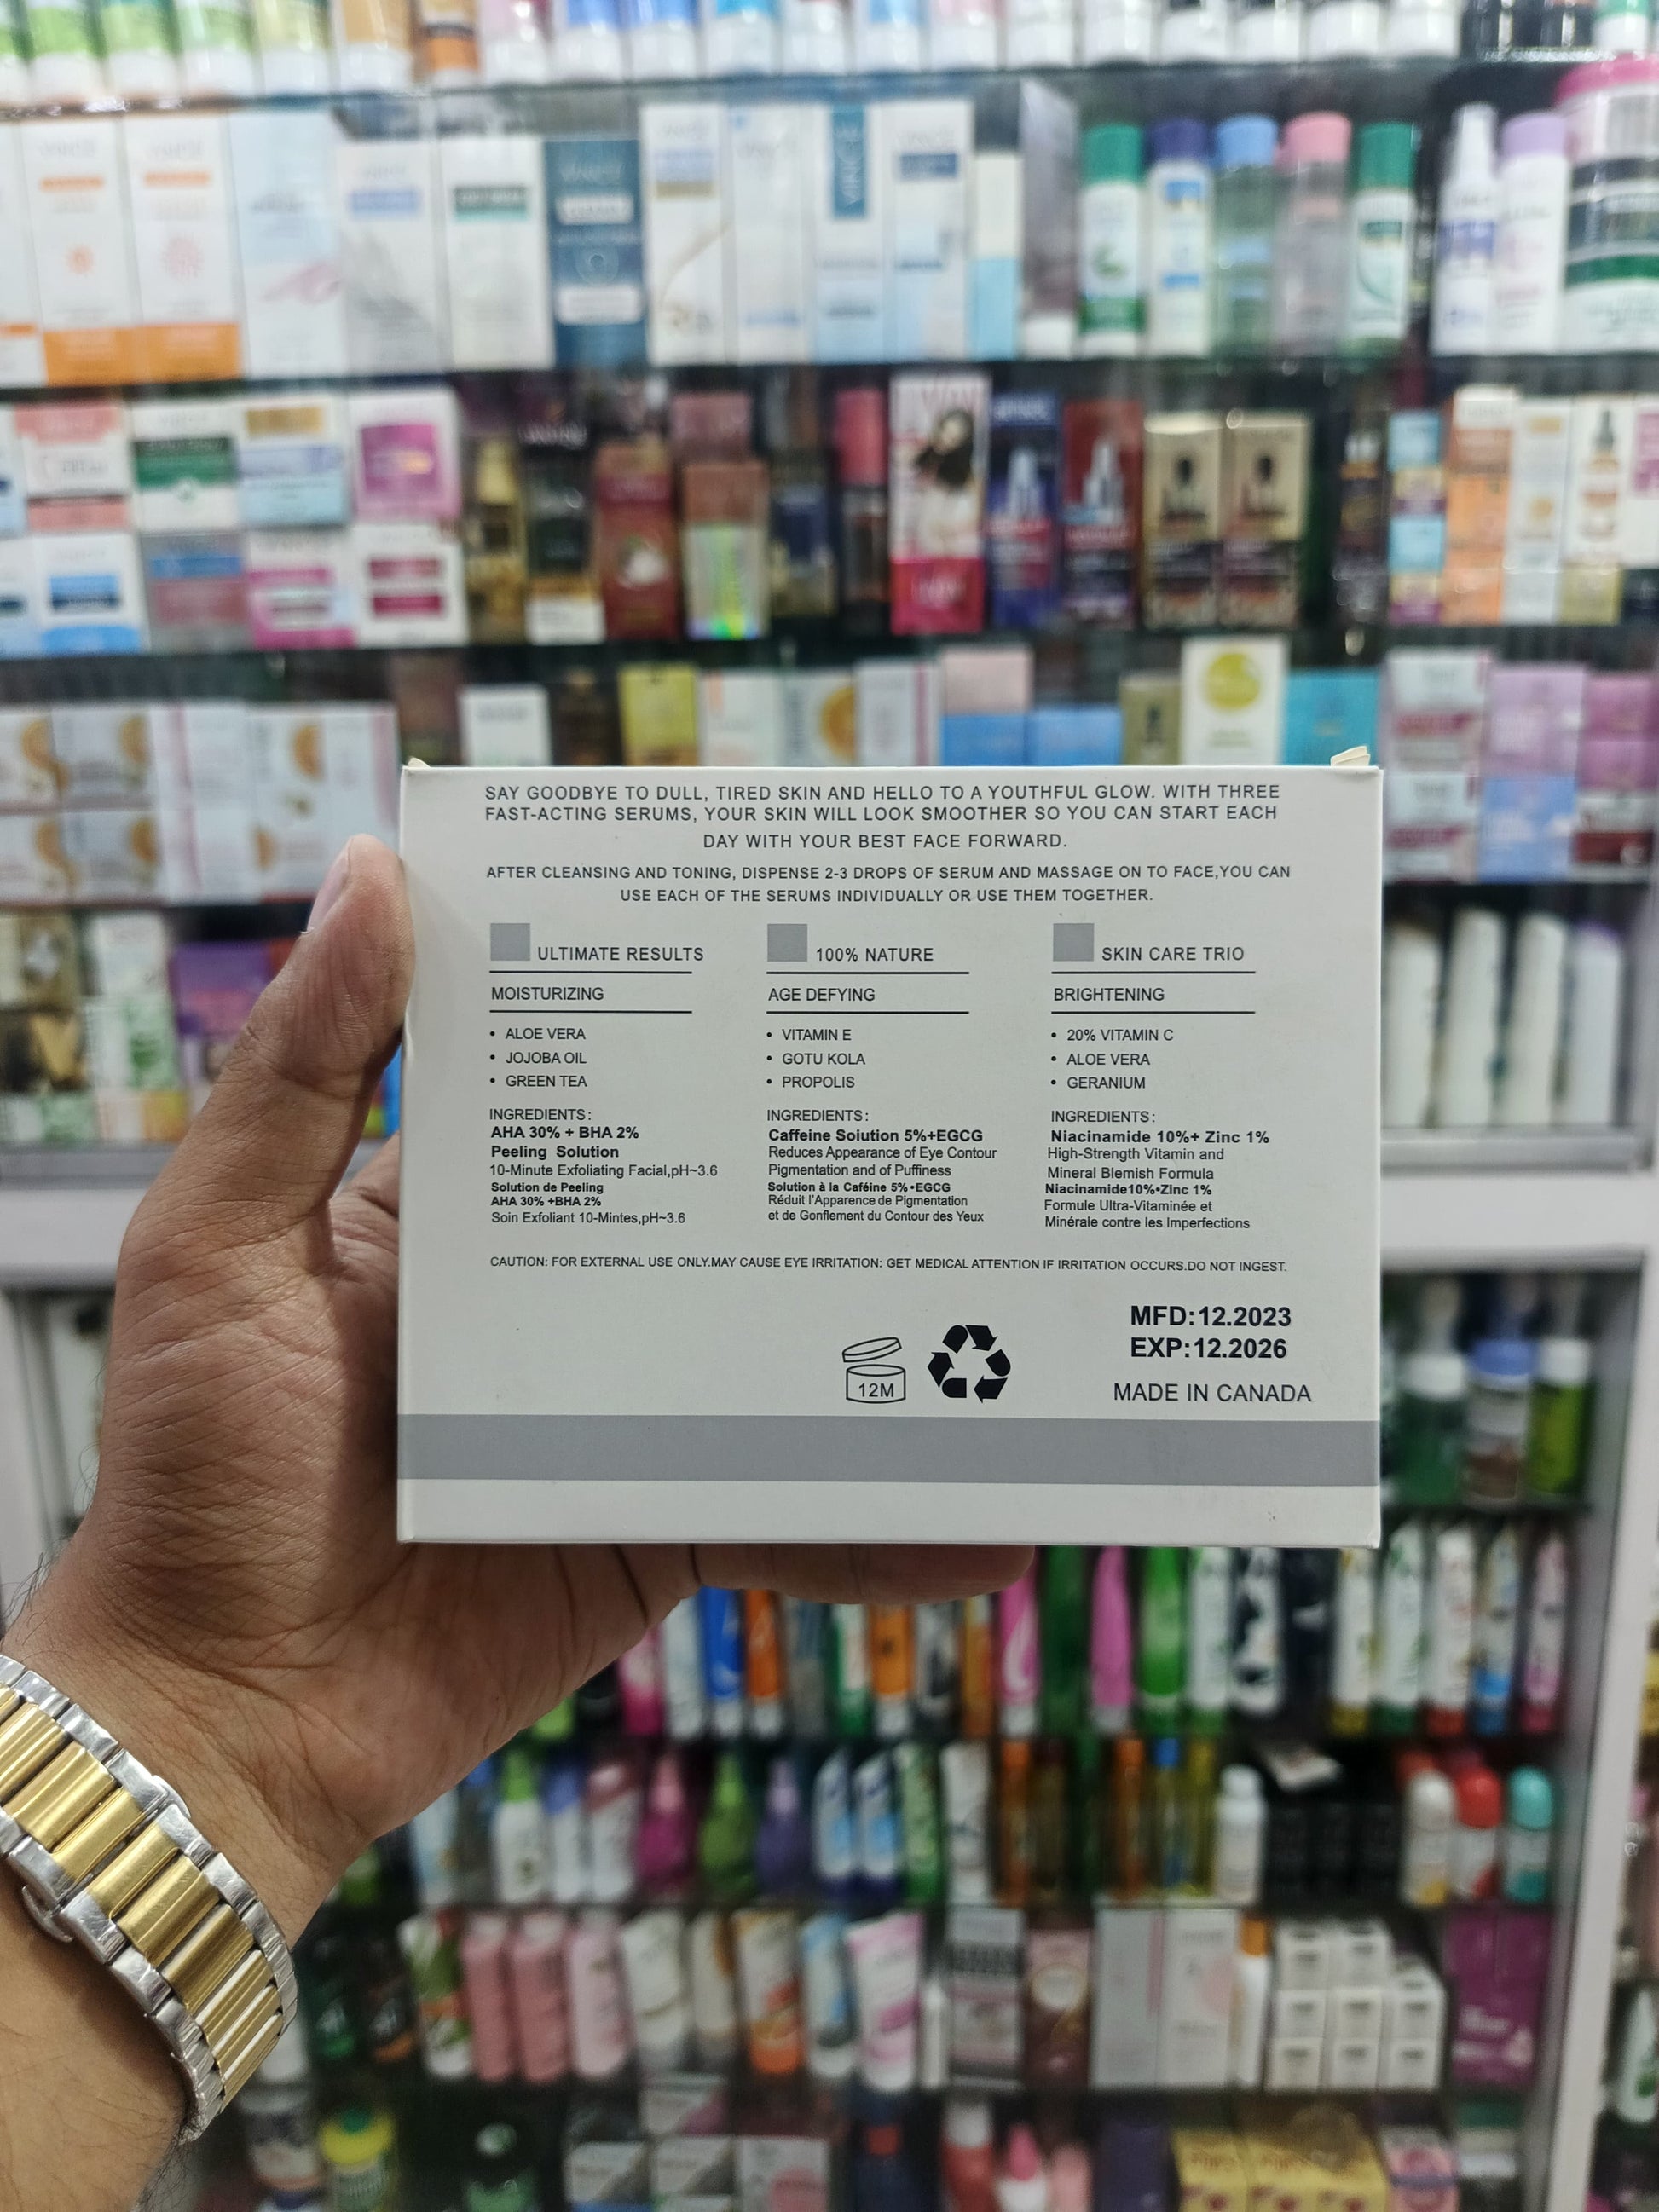 SAY GOODBYE TO DULL, TIRED SKIN AND HELLO TO A YOUTHFUL GLOW. WITH THREE
FAST-ACTING SERUMS, YOUR SKIN WILL LOOK SMOOTHER SO YOU CAN START EACH
DAY WITH YOUR BEST FACE FORWARD.
AFTER CLEANSING AND TONING, DISPENSE 2-3 DROPS OF SERUM AND MASSAGE ON TO FACE,YOU CAN
USE EACH OF THE SERUMS INDIVIDUALLY OR USE THEM TOGETHER.
ULTIMATE RESULTS
MOISTURIZING
• ALOE VERA
• JOJOBA OIL
• GREEN TEA
INGREDIENTS:
AHA 30% + BHA 2%
Peeling Solution
10-Minute Exfoliating Facial,pH~3.6
Solution de Peeling
AHA 30% +BHA 2%
Soin Exfoliant 10-Mintes,pH~3.6
100% NATURE
AGE DEFYING
• VITAMIN E
• GOTU KOLA
• PROPOLIS
INGREDIENTS:
Caffeine Solution 5%+EGCG
Reduces Appearance of Eye Contour
Pigmentation and of Puffiness
Solution à la Caféine 5%•EGCG
Réduit l'Apparence de Pigmentation
et de Gonflement du Contour des Yeux
SKIN CARE TRIO
BRIGHTENING
• 20% VITAMIN C
• ALOE VERA
• GERANIUM
INGREDIENTS:
Niacinamide 10%+ Zinc 1%
High-Strength Vitamin and
Mineral Blemish Formula
Niacinamide10%•Zinc 1%
Formule Ultra-Vitaminée et
Minérale contre les Imperfections
CAUTION: FOR EXTERNAL USE ONLY.MAY CAUSE EYE IRRITATION: GET MEDICAL ATTENTION IF IRRITATION OCCURS.DO NOT INGEST.
12M
MFD:12.2023
EXP:12.2026
MADE IN CANADA